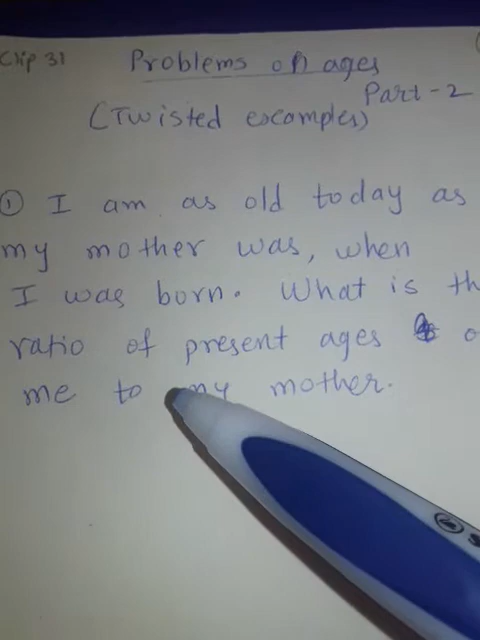 Clip 31
Problems on ages
Part-2
(Twisted excamples)
① I am as old today as
my mother was, when
I was born. What is th
ratio of present ages o
me to my mother.